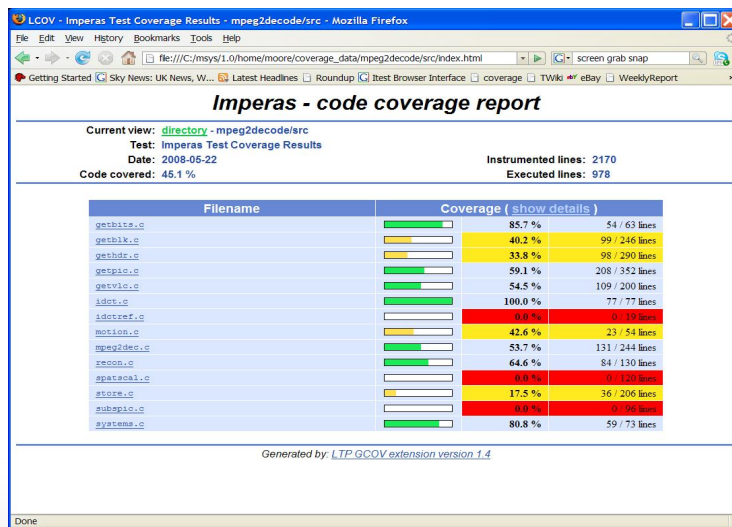 LCOV - Imperas Test Coverage Results - mpeg2decode/src - Mozilla Firefox
File Edit View History Bookmarks Tools Help
file:///C:/msys/1.0/home/moore/coverage_data/mpeg2decode/src/index.html screen grab snap
Getting Started Sky News: UK News, W... Latest Headlines Roundup Itest Browser Interface coverage TWiki eBay WeeklyReport
Imperas - code coverage report
Current view: directory - mpeg2decode/src
Test: Imperas Test Coverage Results
Date: 2008-05-22 Instrumented lines: 2170
Code covered: 45.1 % Executed lines: 978
Filename Coverage ( show details )
getbits.c 85.7 % 54 / 63 lines
getblk.c 40.2 % 99 / 246 lines
gethdr.c 33.8 % 98 / 290 lines
getpic.c 59.1 % 208 / 352 lines
getvlc.c 54.5 % 109 / 200 lines
idct.c 100.0 % 77 / 77 lines
idctref.c 0.0 % 0 / 19 lines
motion.c 42.6 % 23 / 54 lines
mpeg2dec.c 53.7 % 131 / 244 lines
recon.c 64.6 % 84 / 130 lines
spatscal.c 0.0 % 0 / 120 lines
store.c 17.5 % 36 / 206 lines
subspic.c 0.0 % 0 / 96 lines
systems.c 80.8 % 59 / 73 lines
Generated by: LTP GCOV extension version 1.4
Done